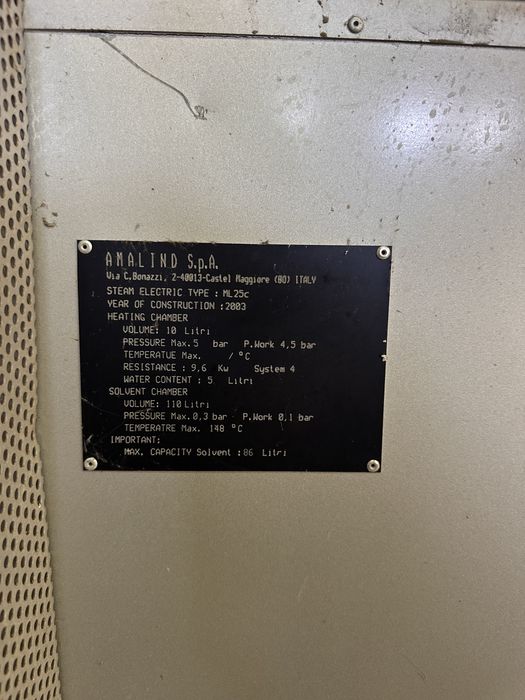 AMALIND S.p.A.
Via C.Bonazzi, 2-40013-Castel Maggiore (BO) ITALY
STEAM ELECTRIC TYPE : ML25c
YEAR OF CONSTRUCTION :2003
HEATING CHAMBER
VOLUME: 10 Litri
PRESSURE Max.5 bar P.Work 4,5 bar
TEMPERATUE Max. / °C
RESISTANCE : 9,6 Kw System 4
WATER CONTENT : 5 Litri
SOLVENT CHAMBER
VOLUME: 110 Litri
PRESSURE Max.0,3 bar P.Work 0,1 bar
TEMPERATRE Max. 148 °C
IMPORTANT:
MAX. CAPACITY Solvent :86 Litri